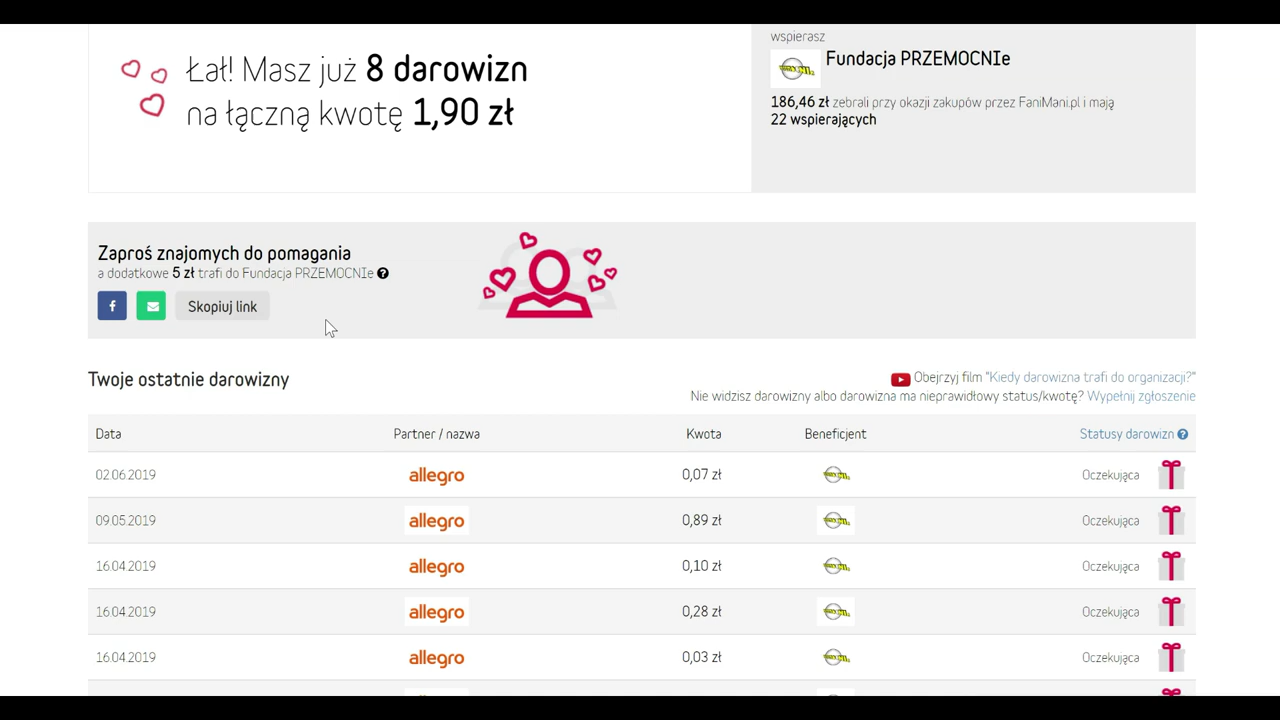 Łał! Masz już 8 darowizn
na łączną kwotę 1,90 zł
wspierasz
Fundacja PRZEMOCNIe
186,46 zł zebrali przy okazji zakupów przez FaniMani.pl i mają
22 wspierających
Zaproś znajomych do pomagania
a dodatkowe 5 zł trafi do Fundacja PRZEMOCNIe ?
f
Skopiuj link
Twoje ostatnie darowizny
Obejrzyj film "Kiedy darowizna trafi do organizacji?"
Nie widzisz darowizny albo darowizna ma nieprawidłowy status/kwotę? Wypełnij zgłoszenie
Data Partner / nazwa Kwota Beneficjent Statusy darowizn ?
02.06.2019 allegro 0,07 zł Oczekująca
09.05.2019 allegro 0,89 zł Oczekująca
16.04.2019 allegro 0,10 zł Oczekująca
16.04.2019 allegro 0,28 zł Oczekująca
16.04.2019 allegro 0,03 zł Oczekująca